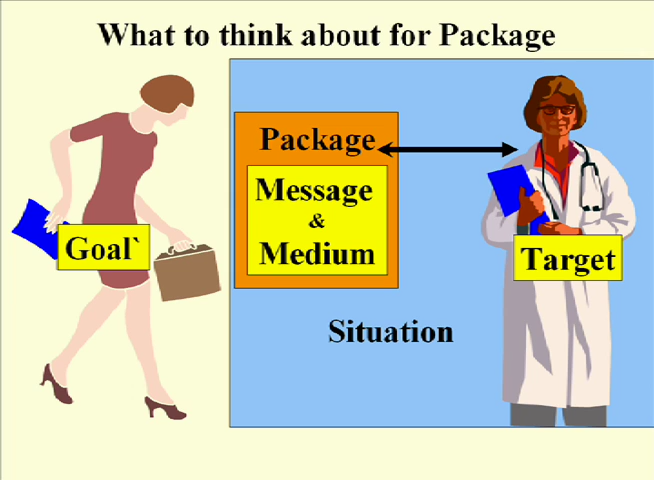 What to think about for Package
Package
Message
&
Medium
Goal`
Target
Situation